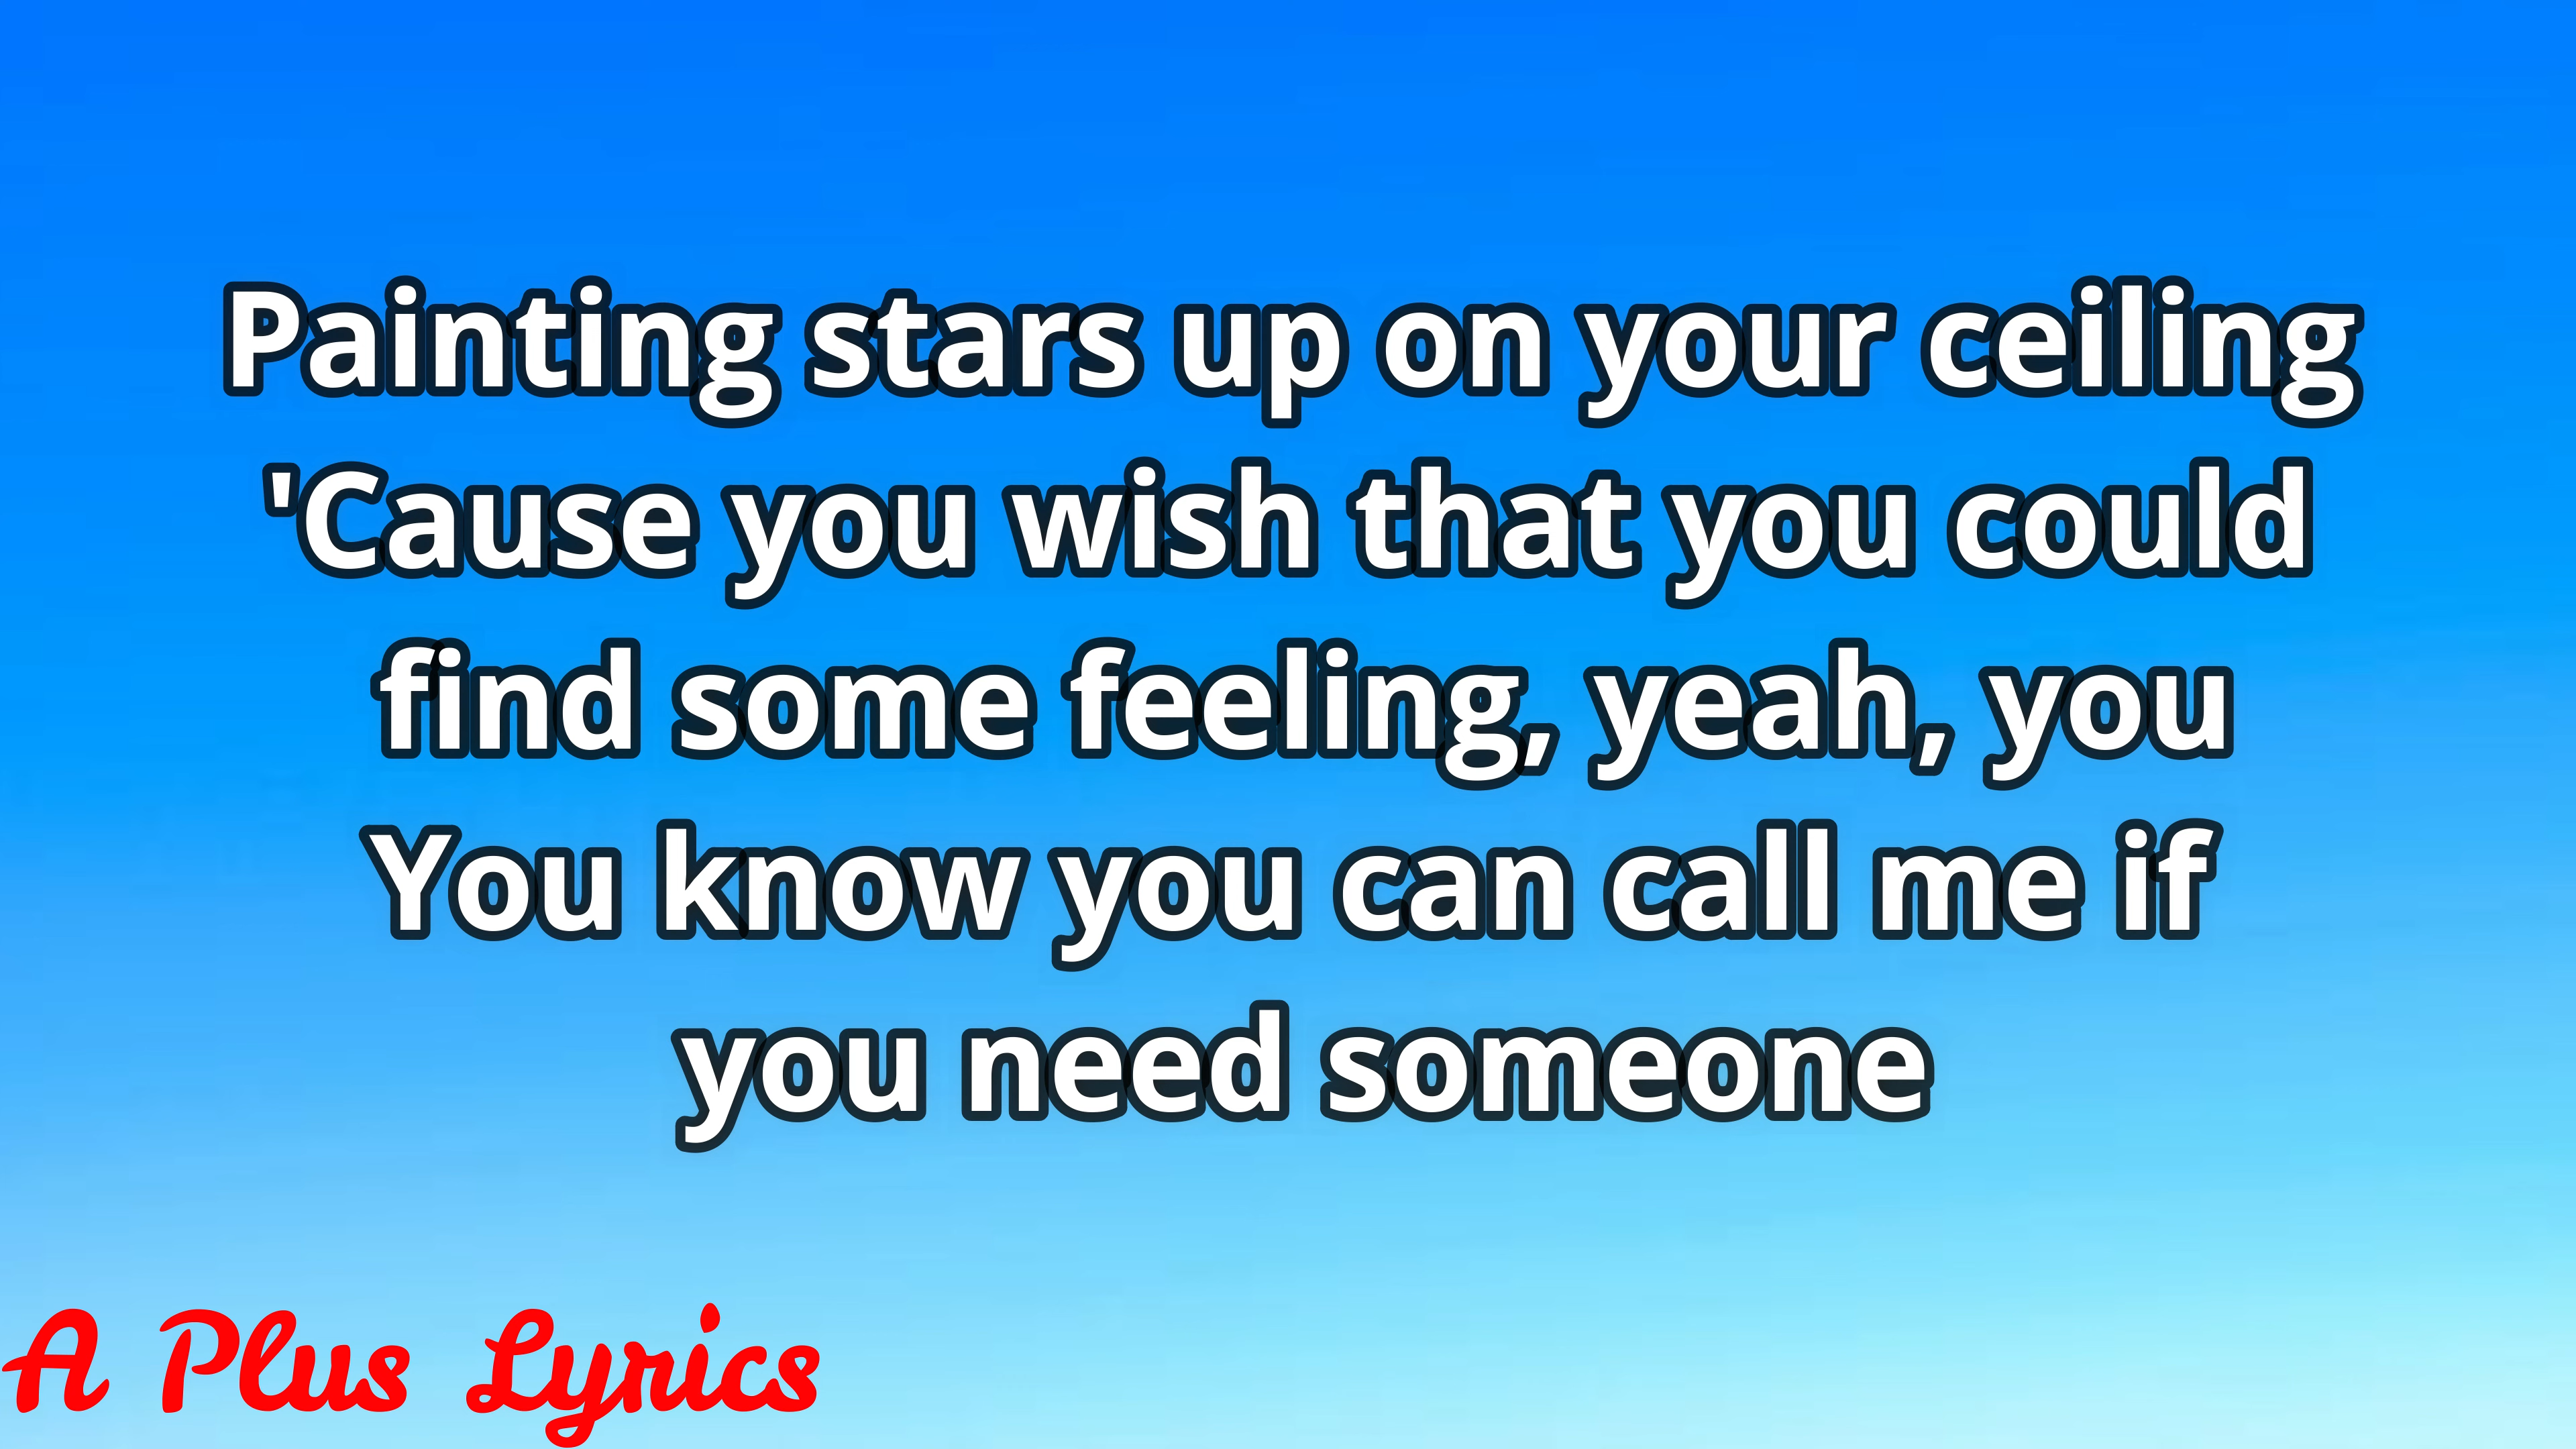 Painting stars up on your ceiling
'Cause you wish that you could
find some feeling, yeah, you
You know you can call me if
you need someone
A Plus Lyrics